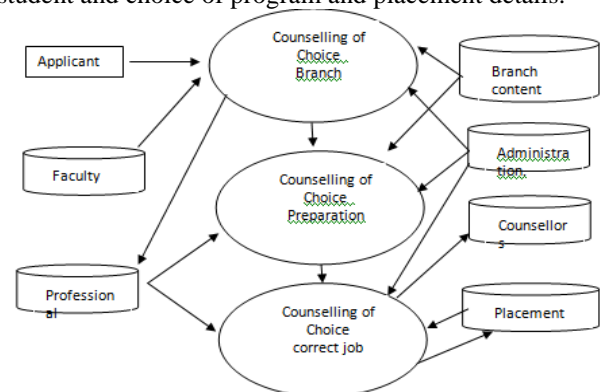 student and choice of program and placement details.
Counselling of
Choice
Branch
Applicant
Branch
content
Faculty
Administra
tion.
Counselling of
Choice
Preparation
Counsellor
s
Profession
al
Counselling of
Choice
correct job
Placement